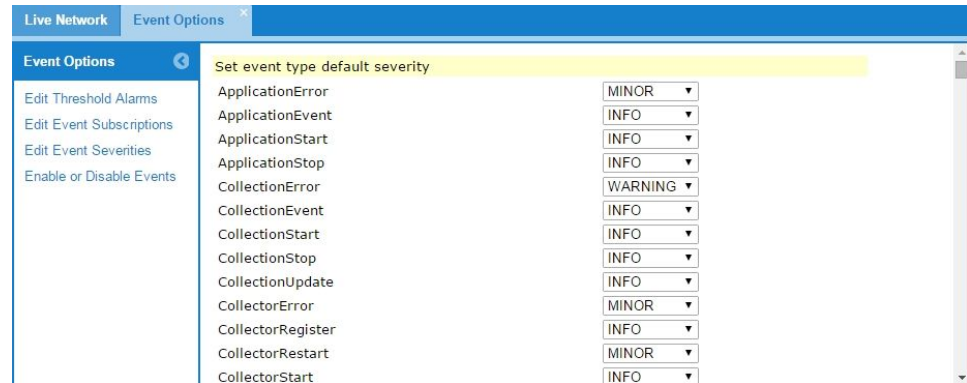 Live Network Event Options
Event Options
Edit Threshold Alarms
Edit Event Subscriptions
Edit Event Severities
Enable or Disable Events
Set event type default severity
ApplicationError MINOR
ApplicationEvent INFO
ApplicationStart INFO
ApplicationStop INFO
CollectionError WARNING
CollectionEvent INFO
CollectionStart INFO
CollectionStop INFO
CollectionUpdate INFO
CollectorError MINOR
CollectorRegister INFO
CollectorRestart MINOR
CollectorStart INFO